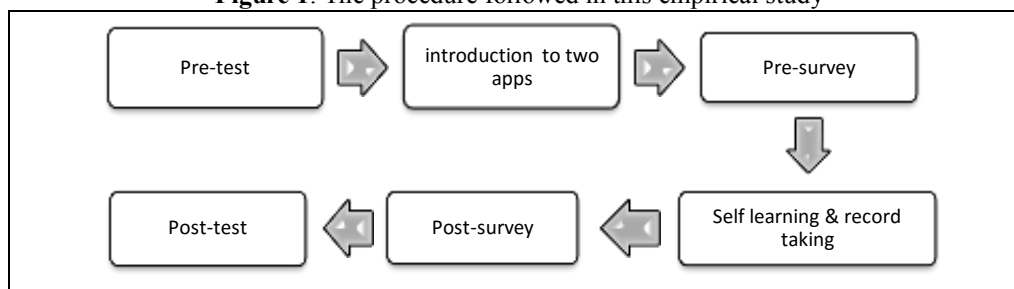 Figure 1. The procedure followed in this empirical study
Pre-test
introduction to two
apps
Pre-survey
Self learning & record
taking
Post-survey
Post-test